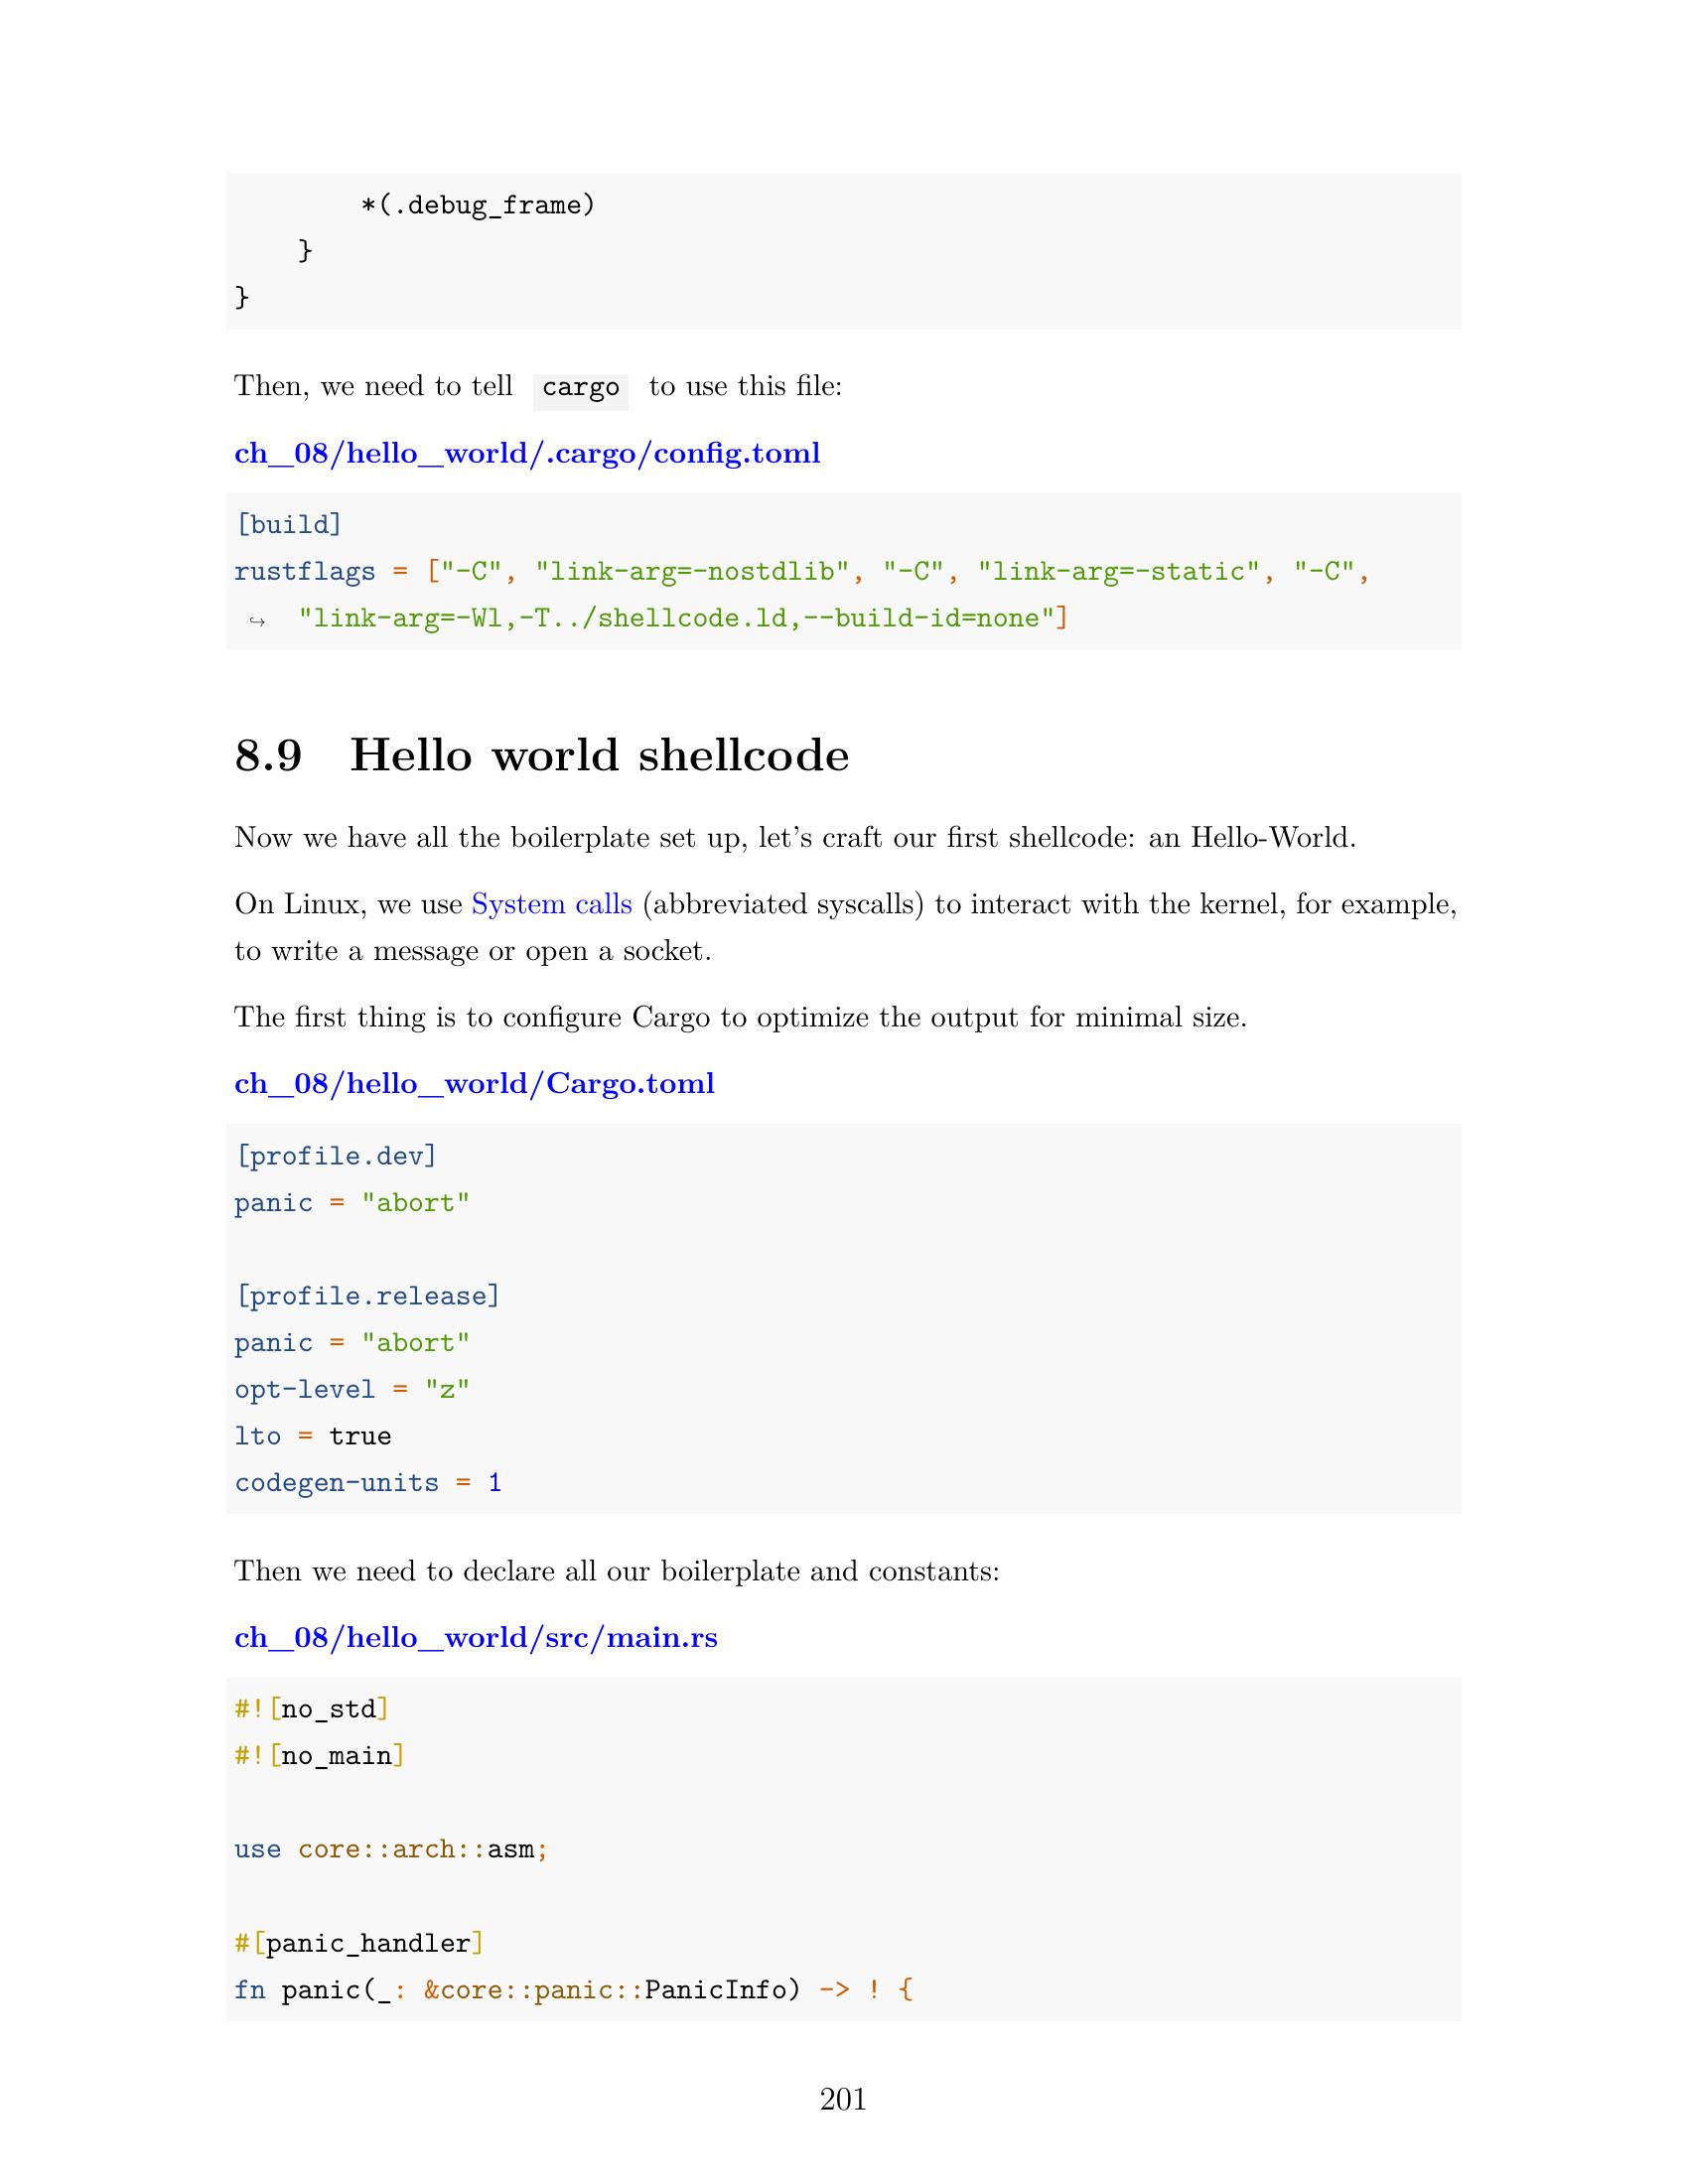 *(.debug_frame)
    }
}
Then, we need to tell cargo to use this file:
ch_08/hello_world/.cargo/config.toml
[build]
rustflags = ["-C", "link-arg=-nostdlib", "-C", "link-arg=-static", "-C",
↪ "link-arg=-Wl,-T../shellcode.ld,--build-id=none"]
8.9 Hello world shellcode
Now we have all the boilerplate set up, let's craft our first shellcode: an Hello-World.
On Linux, we use System calls (abbreviated syscalls) to interact with the kernel, for example,
to write a message or open a socket.
The first thing is to configure Cargo to optimize the output for minimal size.
ch_08/hello_world/Cargo.toml
[profile.dev]
panic = "abort"

[profile.release]
panic = "abort"
opt-level = "z"
lto = true
codegen-units = 1
Then we need to declare all our boilerplate and constants:
ch_08/hello_world/src/main.rs
#![no_std]
#![no_main]

use core::arch::asm;

#[panic_handler]
fn panic(_: &core::panic::PanicInfo) -> ! {
201